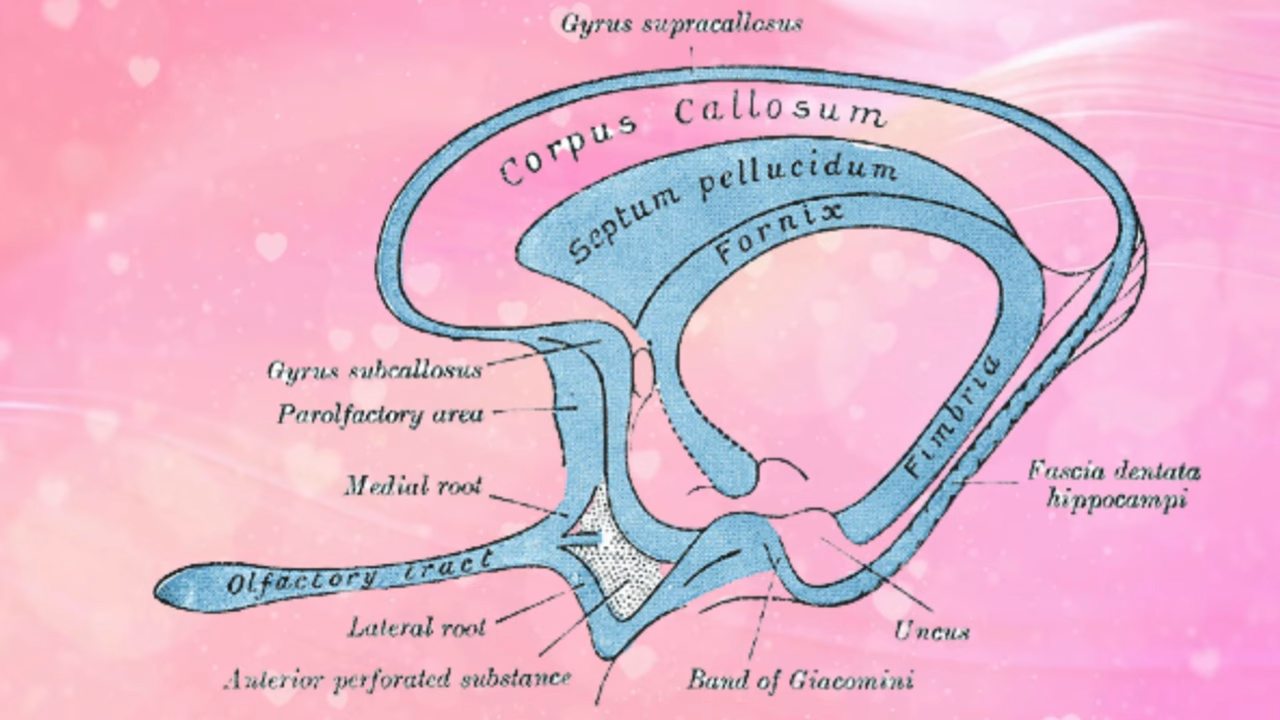 Gyrus supracallosus
Corpus Callosum
Septum pellucidum
Fornix
Gyrus subcallosus
Parolfactory area
Medial root
Fimbria
Fascia dentata
hippocampi
Olfactory tract
Lateral root
Uncus
Anterior perforated substance
Band of Giacomini